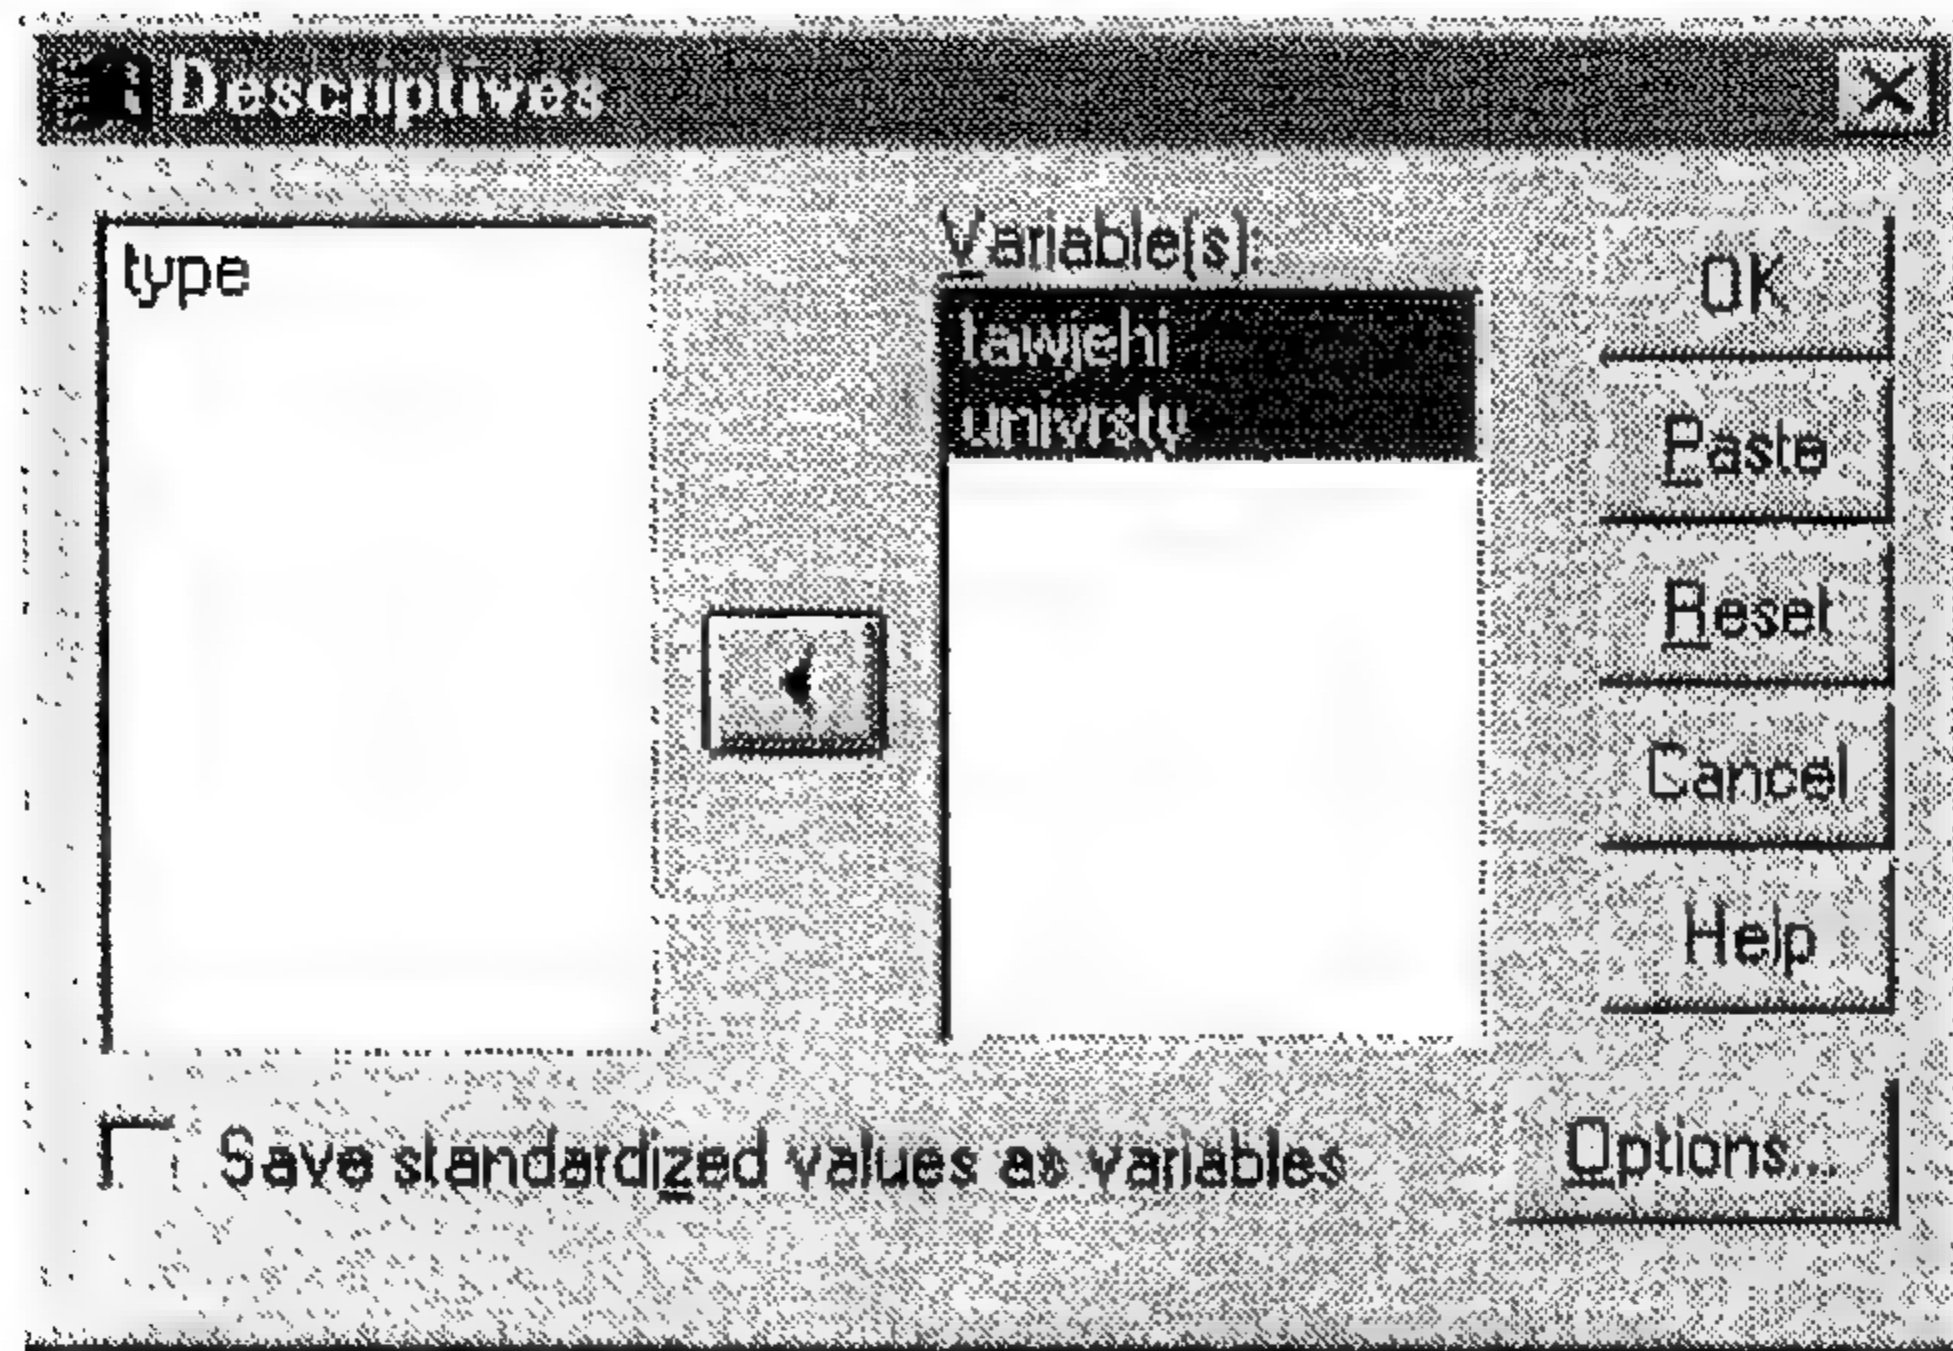 Descriptives
type
Variable(s):
tawjehi
univrsty
OK
Paste
Reset
Cancel
Help
Save standardized values as variables
Options...